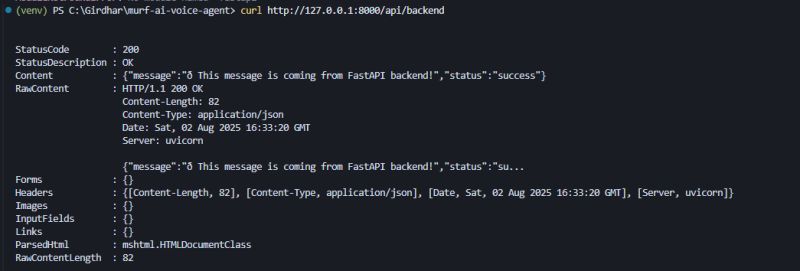 (venv) PS C:\Girdhar\murf-ai-voice-agent> curl http://127.0.0.1:8000/api/backend
StatusCode : 200
StatusDescription : OK
Content : {"message":"ð This message is coming from FastAPI backend!","status":"success"}
RawContent : HTTP/1.1 200 OK
Content-Length: 82
Content-Type: application/json
Date: Sat, 02 Aug 2025 16:33:20 GMT
Server: uvicorn
{"message":"ð This message is coming from FastAPI backend!","status":"su...
Forms : {}
Headers : {[Content-Length, 82], [Content-Type, application/json], [Date, Sat, 02 Aug 2025 16:33:20 GMT], [Server, uvicorn]}
Images : {}
InputFields : {}
Links : {}
ParsedHtml : mshtml.HTMLDocumentClass
RawContentLength : 82